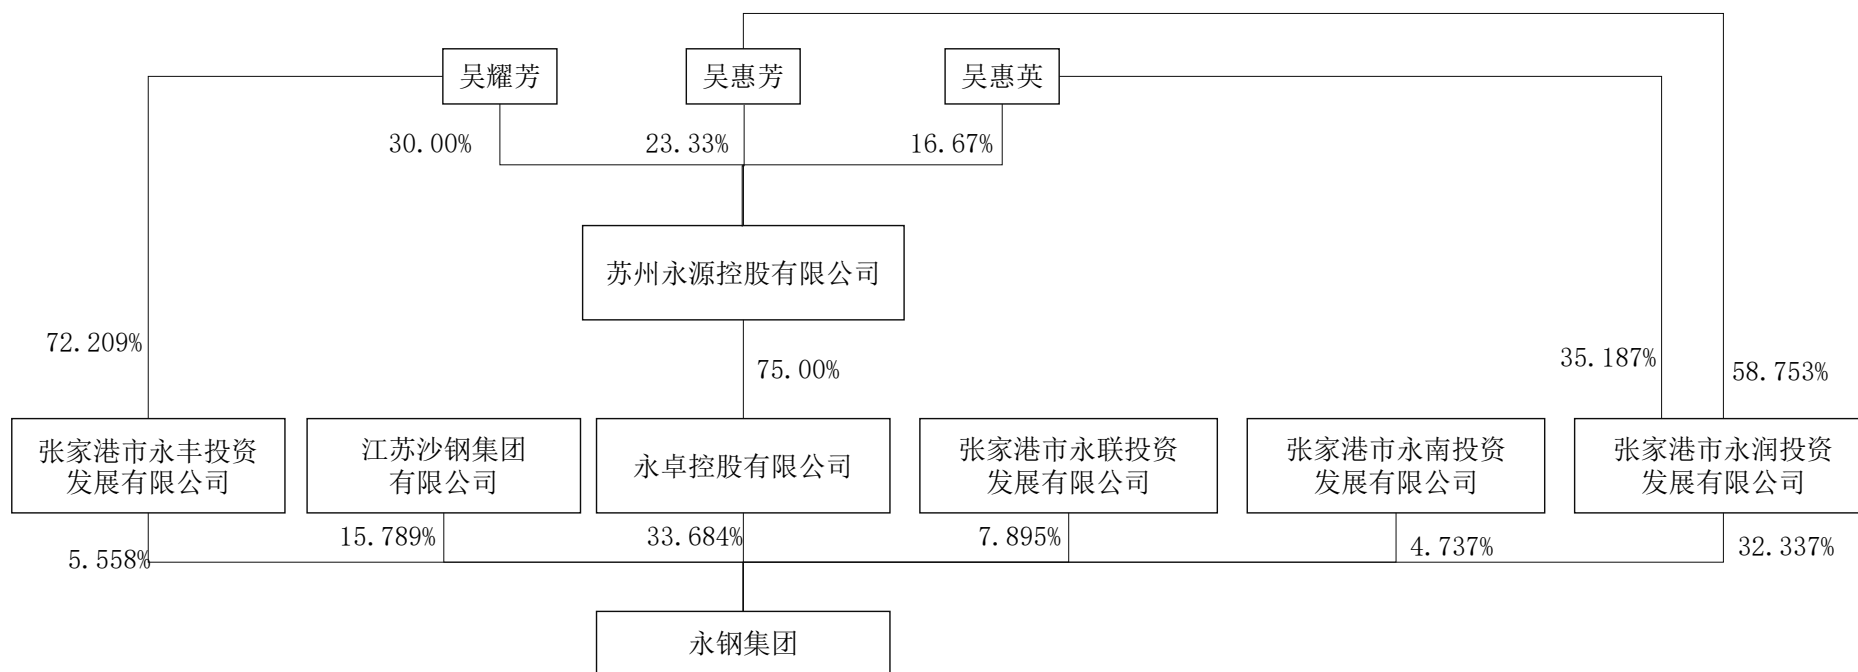 吴耀芳
吴惠芳
吴惠英
30.00%
23.33%
16.67%
苏州永源控股有限公司
72.209%
75.00%
35.187%
58.753%
张家港市永丰投资
发展有限公司
江苏沙钢集团
有限公司
永卓控股有限公司
张家港市永联投资
发展有限公司
张家港市永南投资
发展有限公司
张家港市永润投资
发展有限公司
5.558%
15.789%
33.684%
7.895%
4.737%
32.337%
永钢集团